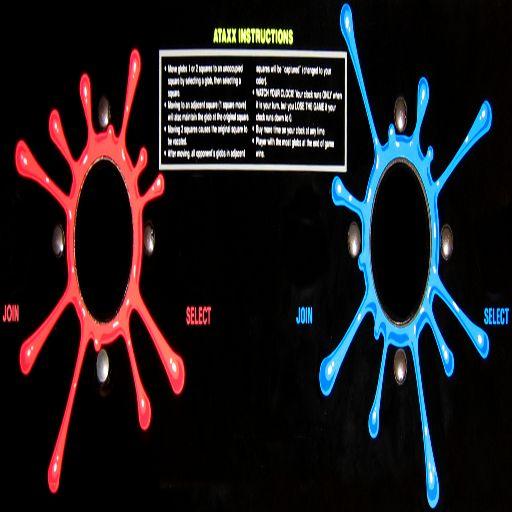 ATAXX INSTRUCTIONS
• Move globs 1 or 2 squares to an unoccupied
square by selecting a glob, then selecting a
square.
• Moving to an adjacent square (1 square move)
will also maintain the glob at the original square
• Moving 2 squares causes the original square to
be vacated.
• After moving, all opponent's globs in adjacent
squares will be "captured" (changed to your
color).
• WATCH YOUR CLOCK! Your clock runs ONLY when
it is your turn, but you LOSE THE GAME if your
clock runs down to 0.
• Buy more time on your clock at any time.
• Player with the most globs at the end of game
wins.
JOIN
SELECT
JOIN
SELECT